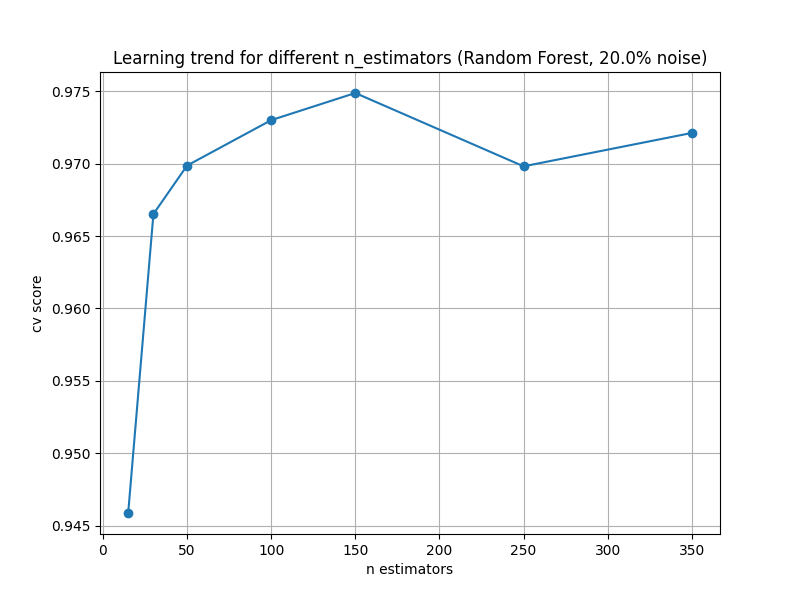 Learning trend for different n_estimators (Random Forest, 20.0% noise)
0.975
0.970
0.965
0.960
0.955
0.950
0.945
cv score
0 50 100 150 200 250 300 350
n estimators